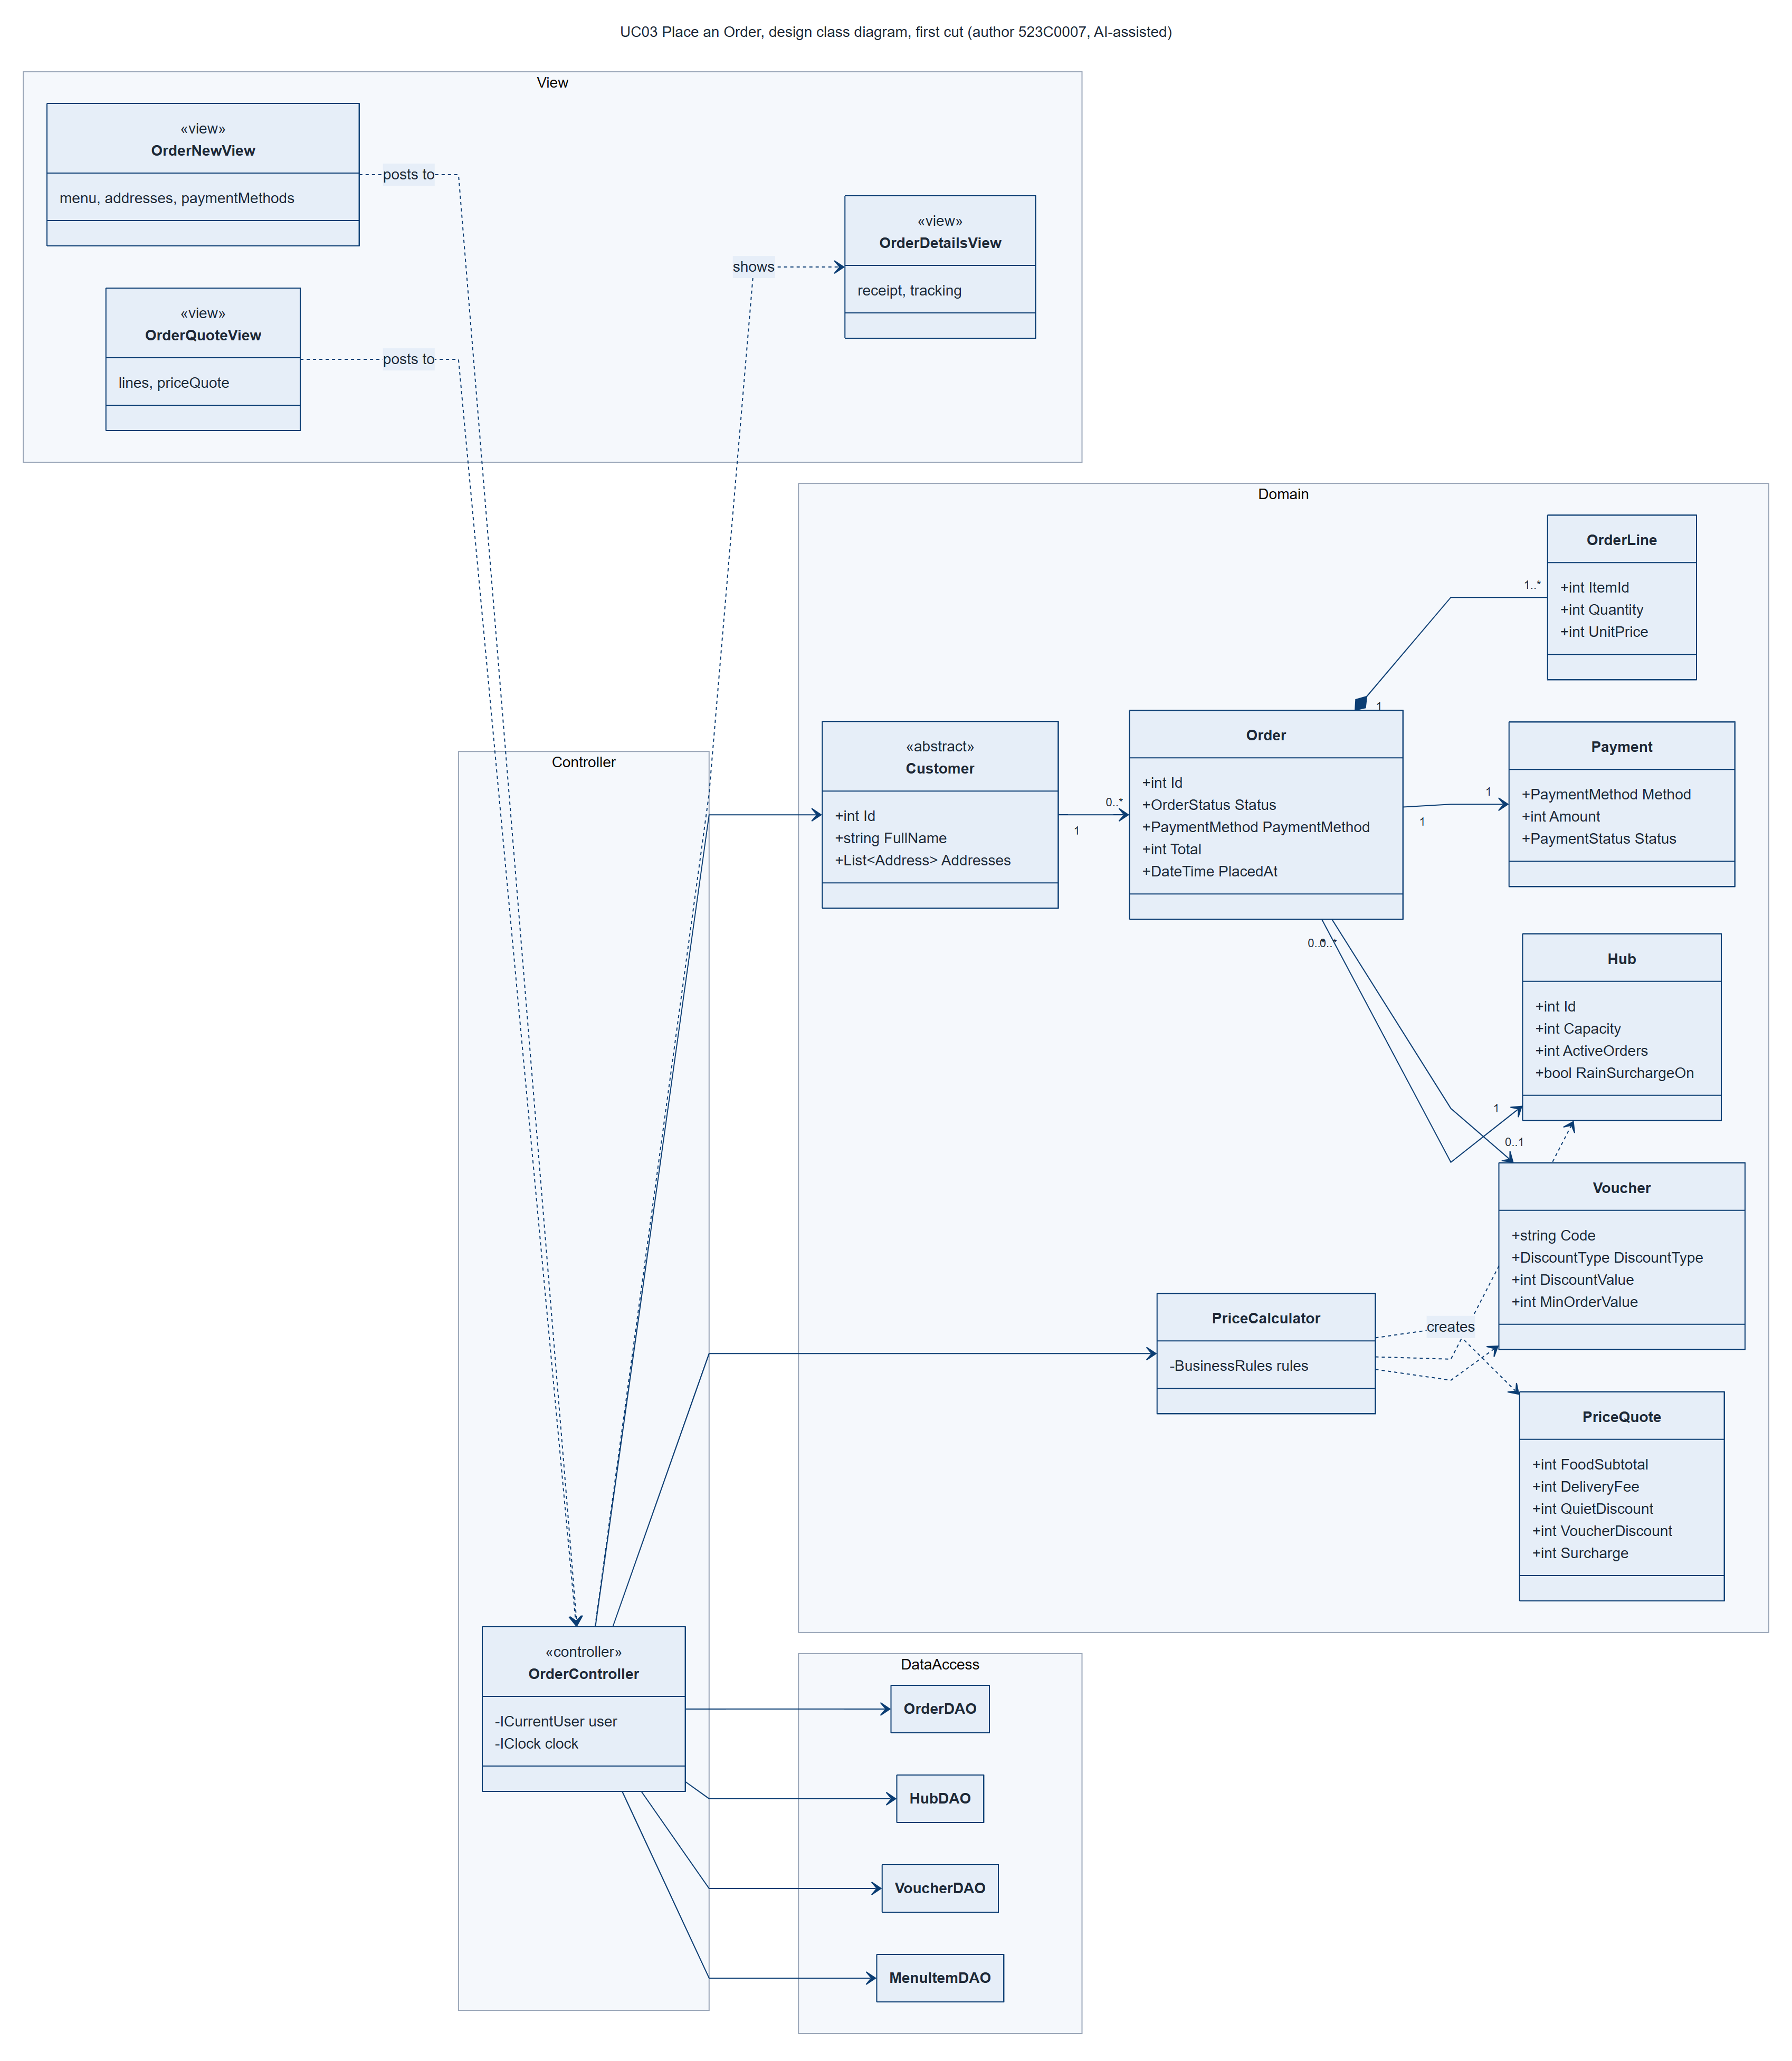 UC03 Place an Order, design class diagram, first cut (author 523C0007, AI-assisted)
View
«view»
OrderNewView
menu, addresses, paymentMethods
posts to
«view»
OrderQuoteView
lines, priceQuote
posts to
shows
«view»
OrderDetailsView
receipt, tracking
Domain
OrderLine
+int ItemId
+int Quantity
+int UnitPrice
1..*
1
Controller
«abstract»
Customer
+int Id
+string FullName
+List<Address> Addresses
1
0..*
Order
+int Id
+OrderStatus Status
+PaymentMethod PaymentMethod
+int Total
+DateTime PlacedAt
1
1
Payment
+PaymentMethod Method
+int Amount
+PaymentStatus Status
0..*
0..*
Hub
+int Id
+int Capacity
+int ActiveOrders
+bool RainSurchargeOn
1
0..1
Voucher
+string Code
+DiscountType DiscountType
+int DiscountValue
+int MinOrderValue
PriceCalculator
-BusinessRules rules
creates
PriceQuote
+int FoodSubtotal
+int DeliveryFee
+int QuietDiscount
+int VoucherDiscount
+int Surcharge
«controller»
OrderController
-ICurrentUser user
-IClock clock
DataAccess
OrderDAO
HubDAO
VoucherDAO
MenuItemDAO